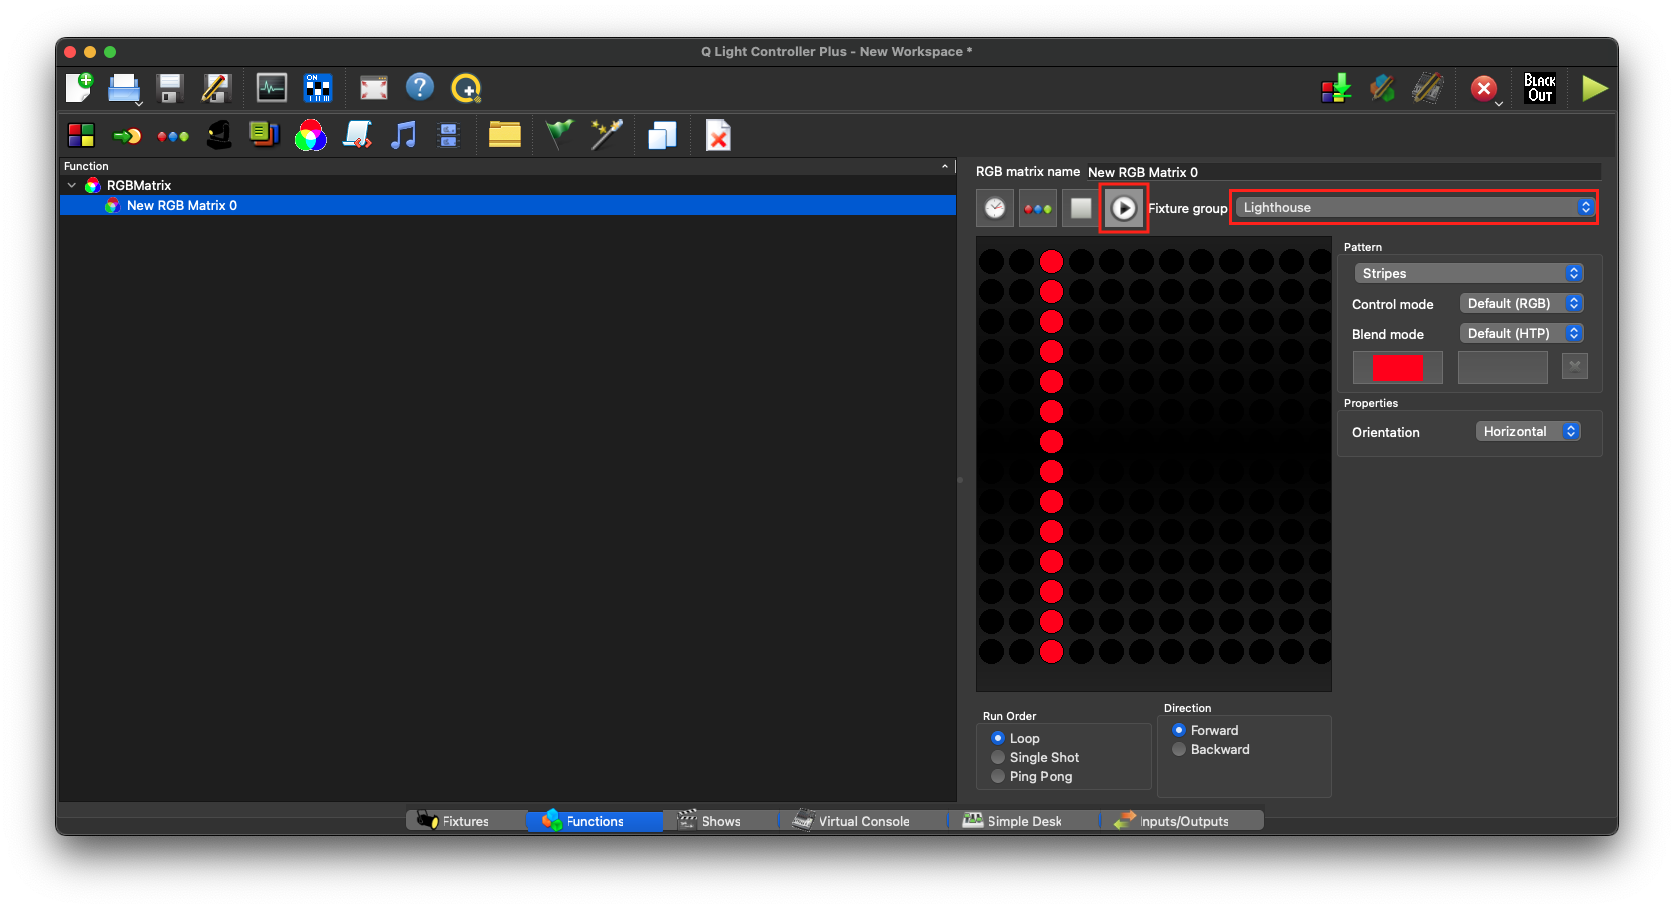 Q Light Controller Plus - New Workspace *
ON
BLACK
OUT
Function
RGBMatrix
New RGB Matrix 0
RGB matrix name New RGB Matrix 0
Fixture group Lighthouse
Pattern
Stripes
Control mode Default (RGB)
Blend mode Default (HTP)
Properties
Orientation Horizontal
Run Order
Loop
Single Shot
Ping Pong
Direction
Forward
Backward
Fixtures Functions Shows Virtual Console Simple Desk Inputs/Outputs